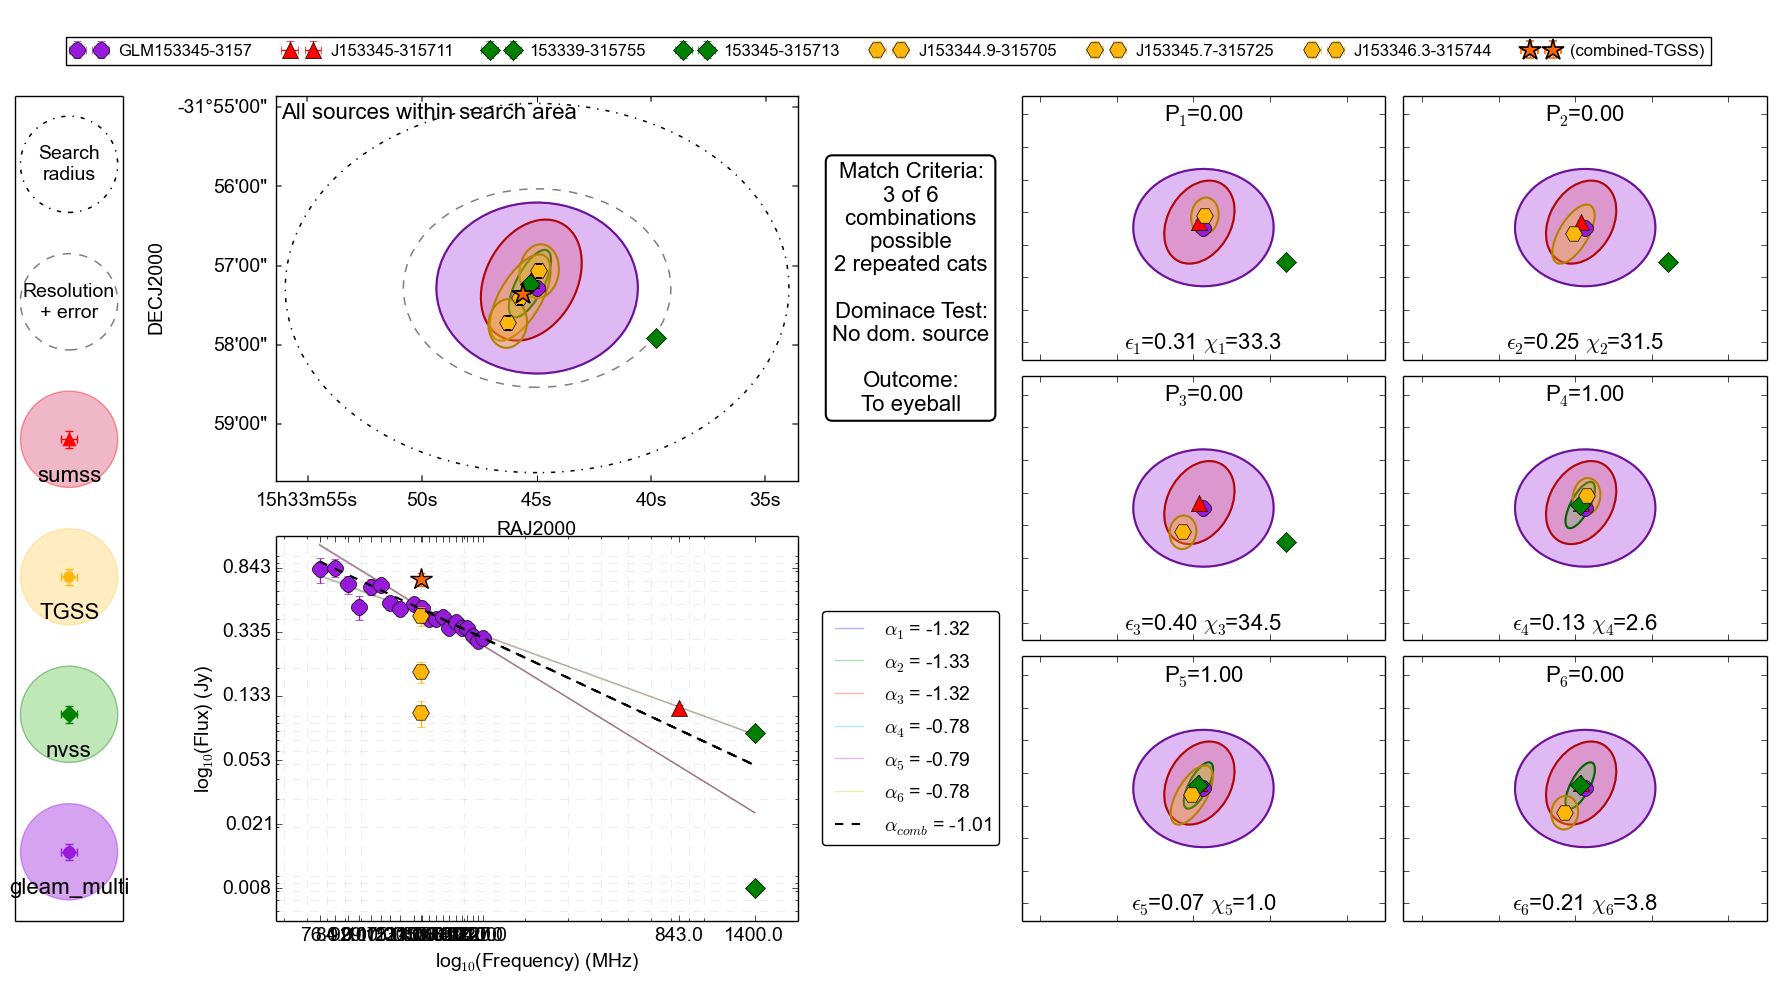 GLM153345-3157 J153345-315711 153339-315755 153345-315713 J153344.9-315705 J153345.7-315725 J153346.3-315744 (combined-TGSS)
Search
radius
Resolution
+ error
sumss
TGSS
nvss
gleam_multi
All sources within search area
-31°55'00"
56'00"
57'00"
58'00"
59'00"
DECJ2000
15h33m55s 50s 45s 40s 35s
RAJ2000
Match Criteria:
3 of 6
combinations
possible
2 repeated cats
Dominace Test:
No dom. source
Outcome:
To eyeball
0.843
0.335
0.133
0.053
0.021
0.008
log10(Flux) (Jy)
843.0 1400.0
log10(Frequency) (MHz)
α1 = -1.32
α2 = -1.33
α3 = -1.32
α4 = -0.78
α5 = -0.79
α6 = -0.78
αcomb = -1.01
P1=0.00
ϵ1=0.31 χ1=33.3
P2=0.00
ϵ2=0.25 χ2=31.5
P3=0.00
ϵ3=0.40 χ3=34.5
P4=1.00
ϵ4=0.13 χ4=2.6
P5=1.00
ϵ5=0.07 χ5=1.0
P6=0.00
ϵ6=0.21 χ6=3.8